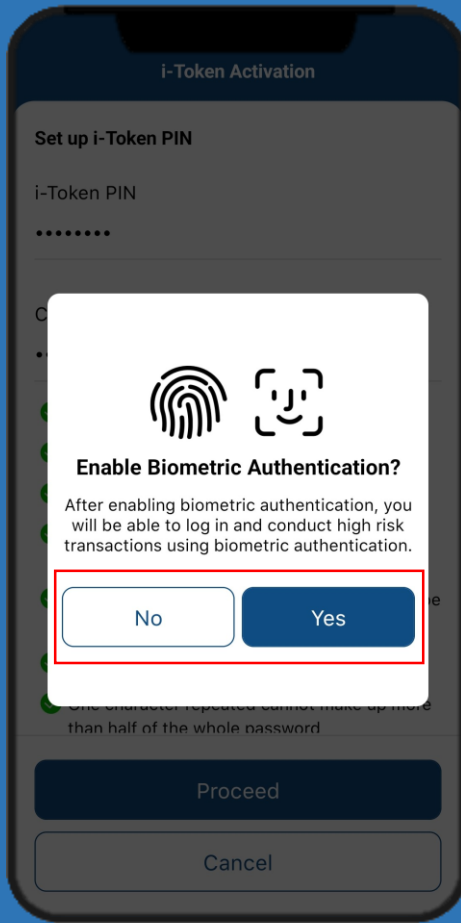 i-Token Activation
Set up i-Token PIN
i-Token PIN
••••••••
Enable Biometric Authentication?
After enabling biometric authentication, you
will be able to log in and conduct high risk
transactions using biometric authentication.
No Yes
One character repeated cannot make up more
than half of the whole password
Proceed
Cancel